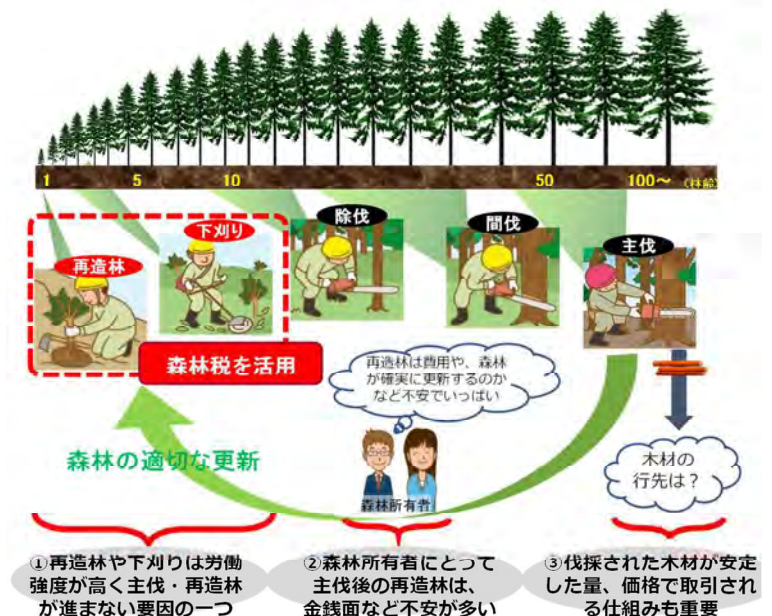 1 5 10 50 100～ (林齢)
再造林
下刈り
除伐
間伐
主伐
森林税を活用
再造林は費用や、森林
が確実に更新するのか
など不安でいっぱい
森林の適切な更新
森林所有者
木材の
行先は？
①再造林や下刈りは労働
強度が高く主伐・再造林
が進まない要因の一つ
②森林所有者にとって
主伐後の再造林は、
金銭面など不安が多い
③伐採された木材が安定
した量、価格で取引され
る仕組みも重要